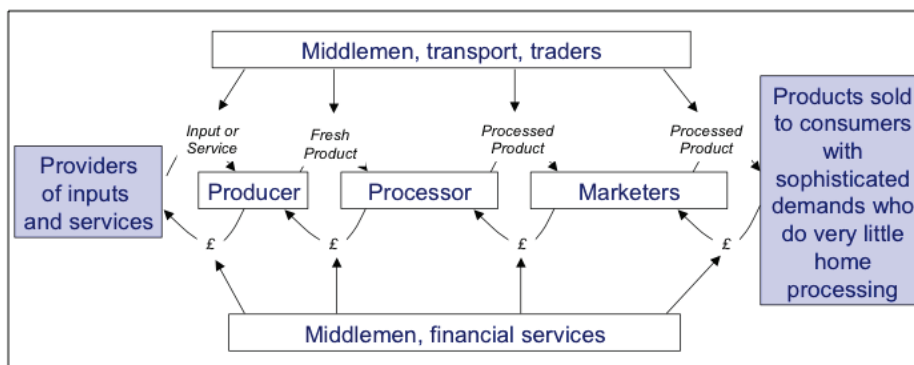 Middlemen, transport, traders
Input or
Service
Fresh
Product
Processed
Product
Processed
Product
Providers
of inputs
and services
Producer
Processor
Marketers
Products sold
to consumers
with
sophisticated
demands who
do very little
home
processing
£
£
£
£
Middlemen, financial services